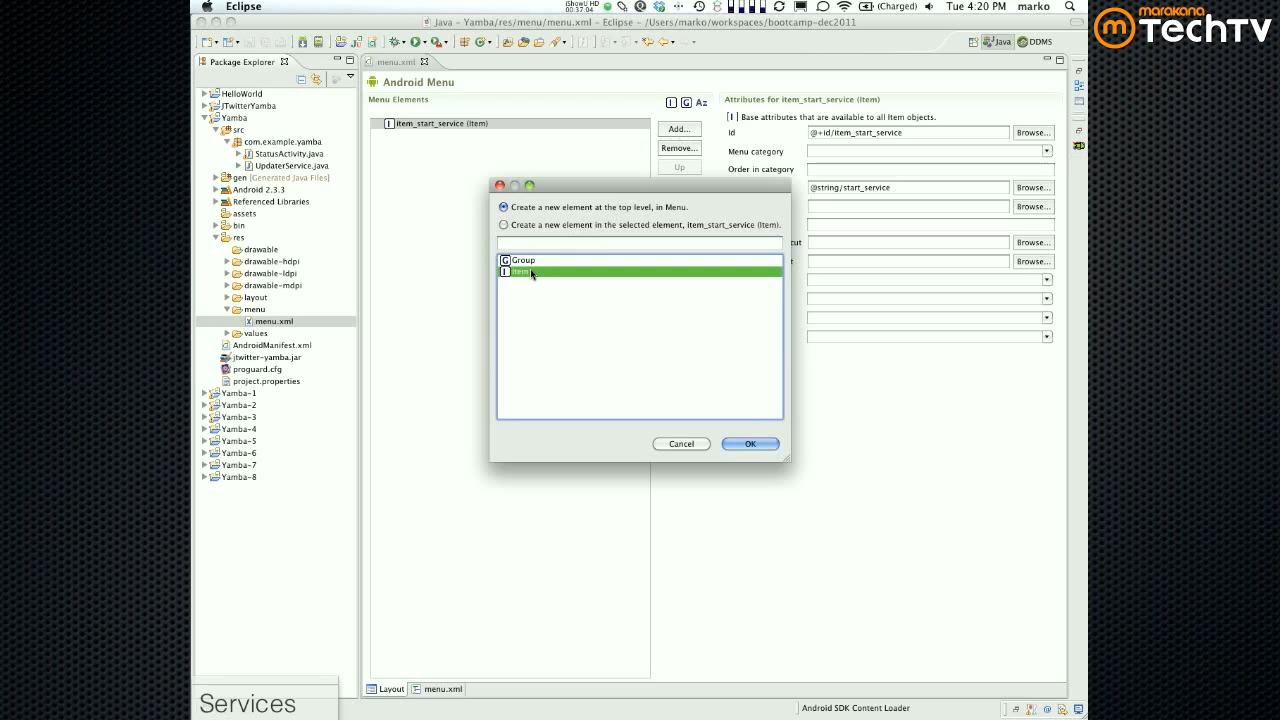 Eclipse
iShowU HD
00:37:04
(Charged)
Tue 4:20 PM
marko
marakana
TechTV
Java – Yamba/res/menu/menu.xml – Eclipse – /Users/marko/workspaces/bootcamp-dec2011
Java
DDMS
Package Explorer
menu.xml
Android Menu
Menu Elements
Attributes for item_start_service (Item)
HelloWorld
JTwitterYamba
Yamba
src
com.example.yamba
StatusActivity.java
UpdaterService.java
gen [Generated Java Files]
Android 2.3.3
Referenced Libraries
assets
bin
res
drawable
drawable-hdpi
drawable-ldpi
drawable-mdpi
layout
menu
menu.xml
values
AndroidManifest.xml
jtwitter-yamba.jar
proguard.cfg
project.properties
Yamba-1
Yamba-2
Yamba-3
Yamba-4
Yamba-5
Yamba-6
Yamba-7
Yamba-8
item_start_service (Item)
Add...
Remove...
Up
Base attributes that are available to all Item objects.
Id
@+id/item_start_service
Browse...
Menu category
Order in category
@string/start_service
Browse...
Browse...
cut
Browse...
t
Browse...
Create a new element at the top level, in Menu.
Create a new element in the selected element, item_start_service (Item).
Group
Item
Cancel
OK
Layout
menu.xml
Services
Android SDK Content Loader